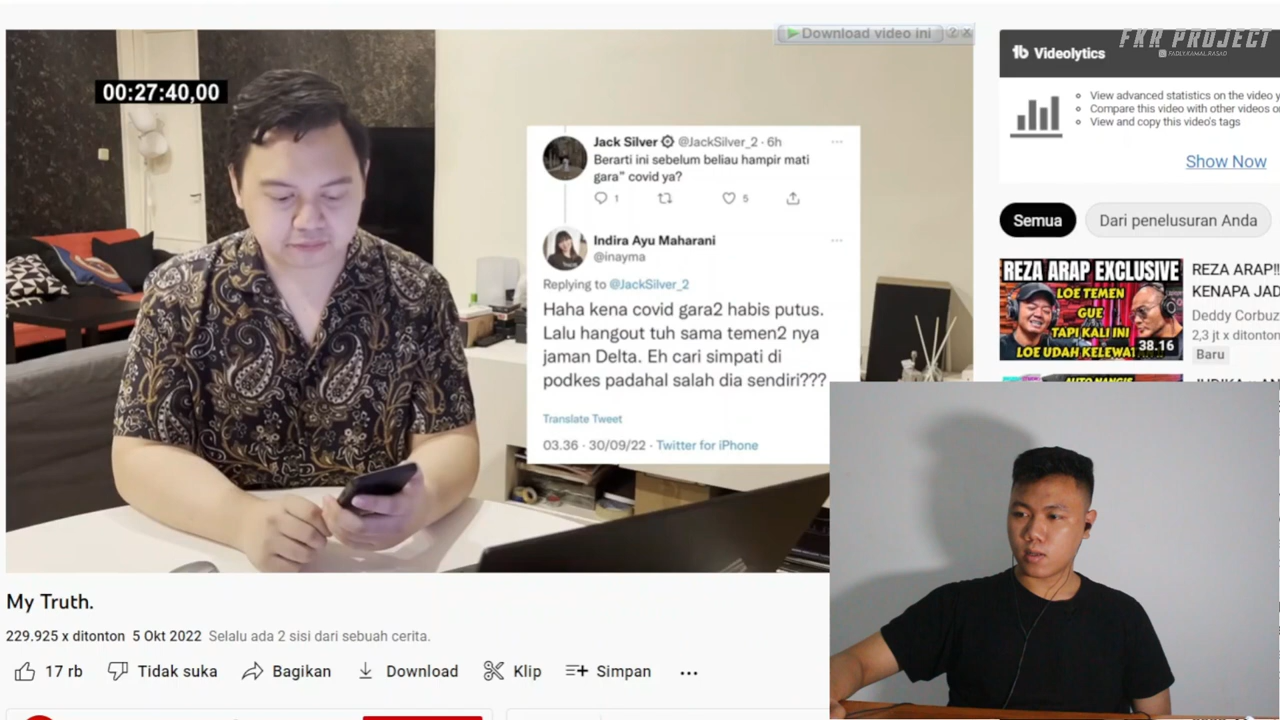 Download video ini
?
FKR PROJECT
FADLY.KAMAL.RASAD
00:27:40,00
Jack Silver @JackSilver_2 · 6h
Berarti ini sebelum beliau hampir mati
gara” covid ya?
1
5
Indira Ayu Maharani
@inayma
Replying to @JackSilver_2
Haha kena covid gara2 habis putus.
Lalu hangout tuh sama temen2 nya
jaman Delta. Eh cari simpati di
podkes padahal salah dia sendiri???
Translate Tweet
03.36 · 30/09/22 · Twitter for iPhone
My Truth.
229.925 x ditonton 5 Okt 2022 Selalu ada 2 sisi dari sebuah cerita.
17 rb
Tidak suka
Bagikan
Download
Klip
Simpan
tb Videolytics
View advanced statistics on the video y
Compare this video with other videos o
View and copy this video's tags
Show Now
Semua
Dari penelusuran Anda
REZA ARAP EXCLUSIVE
LOE TEMEN
GUE
TAPI KALI INI
LOE UDAH KELEWAT
38.16
REZA ARAP!!
KENAPA JAD
Deddy Corbuz
2,3 jt x ditonton
Baru